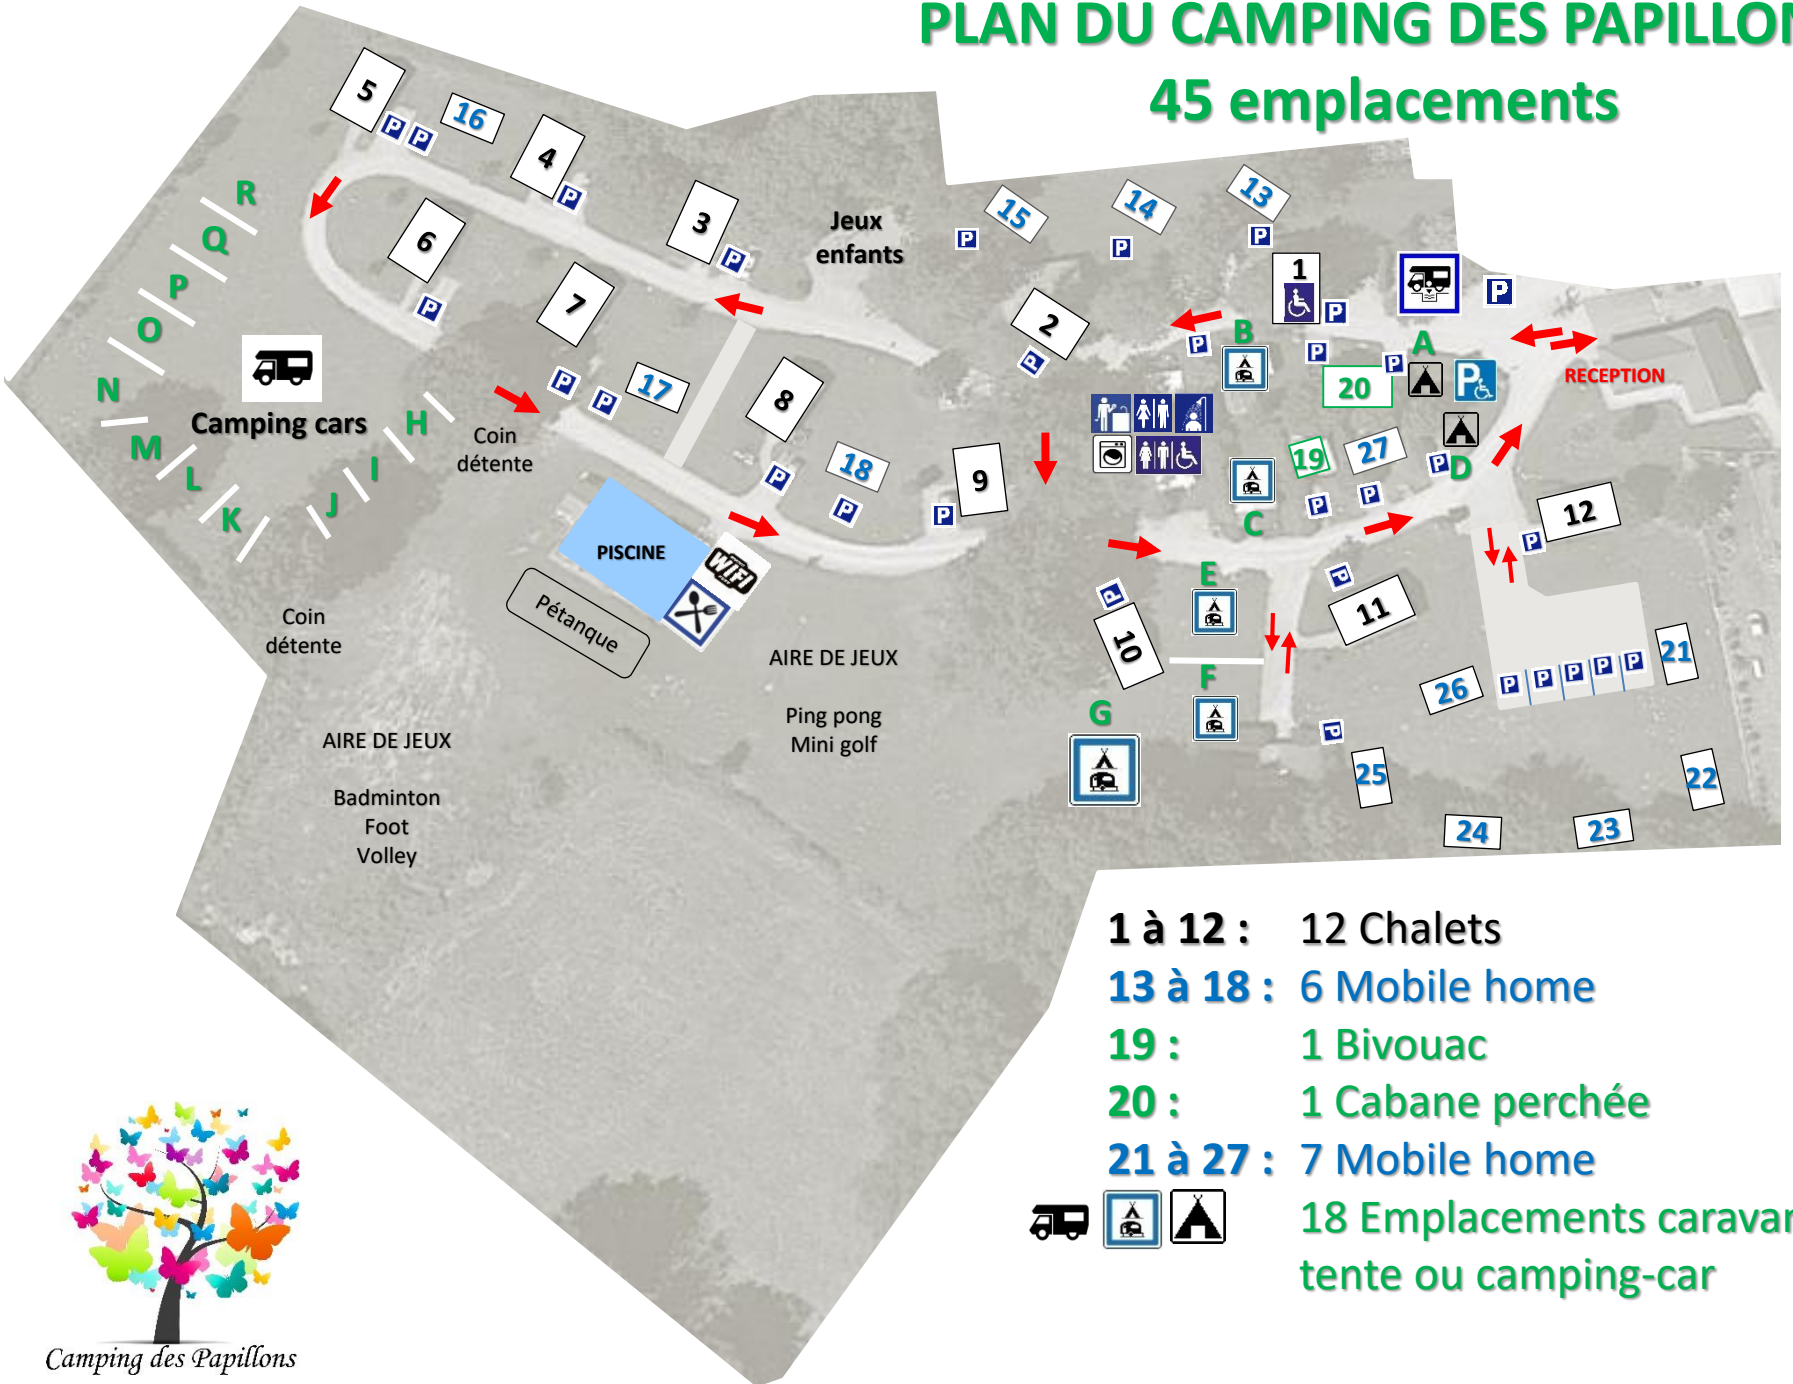 PLAN DU CAMPING DES PAPILLON
45 emplacements
5
P
P
16
4
P
3
P
Jeux
enfants
15
P
14
P
13
P
1
P
P
R
Q
P
O
N
M
L
K
J
I
H
6
P
7
P
P
17
8
P
18
P
9
P
2
P
P
B
P
P
A
P
20
RECEPTION
Camping cars
Coin
détente
19
27
P
P
P
D
C
12
P
PISCINE
WIFI
Pétanque
E
P
11
P
10
F
G
Coin
détente
AIRE DE JEUX
Ping pong
Mini golf
AIRE DE JEUX
Badminton
Foot
Volley
26
P
P
P
P
P
21
P
25
22
24
23
1 à 12 : 12 Chalets
13 à 18 : 6 Mobile home
19 : 1 Bivouac
20 : 1 Cabane perchée
21 à 27 : 7 Mobile home
18 Emplacements caravan
tente ou camping-car
Camping des Papillons